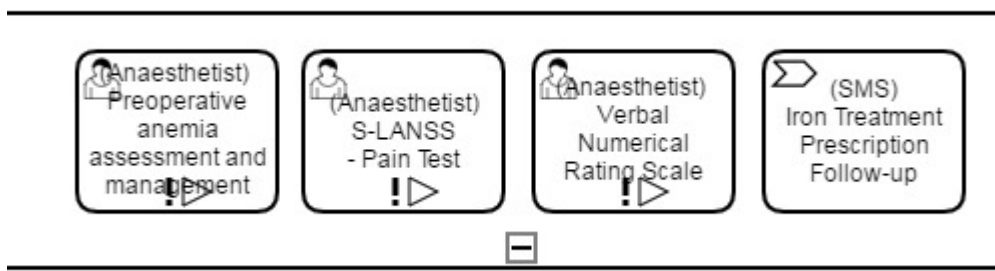 (Anaesthetist)
Preoperative
anemia
assessment and
management
(Anaesthetist)
S-LANSS
- Pain Test
(Anaesthetist)
Verbal
Numerical
Rating Scale
(SMS)
Iron Treatment
Prescription
Follow-up